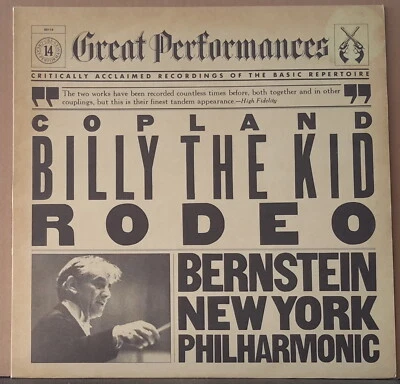 14
Great Performances
CRITICALLY ACCLAIMED RECORDINGS OF THE BASIC REPERTOIRE
" The two works have been recorded countless times before, both together and in other "
couplings, but this is their finest tandem appearance.—High Fidelity
COPLAND
BILLY THE KID
RODEO
BERNSTEIN
NEW YORK
PHILHARMONIC